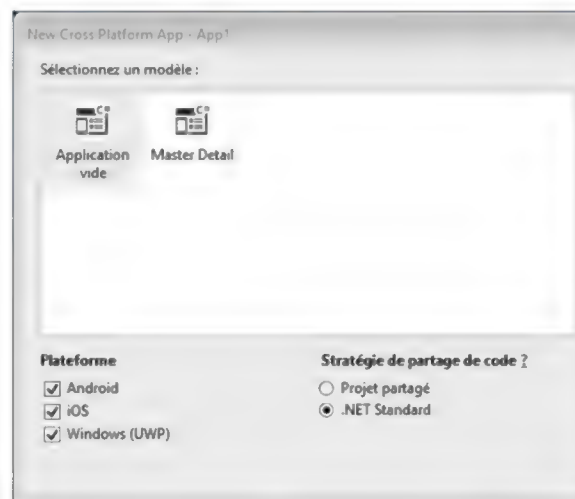 New Cross Platform App - App1
Sélectionnez un modèle :
C#
C#
Application
vide
Master Detail
Plateforme
Stratégie de partage de code ?
Android
Projet partagé
iOS
.NET Standard
Windows (UWP)